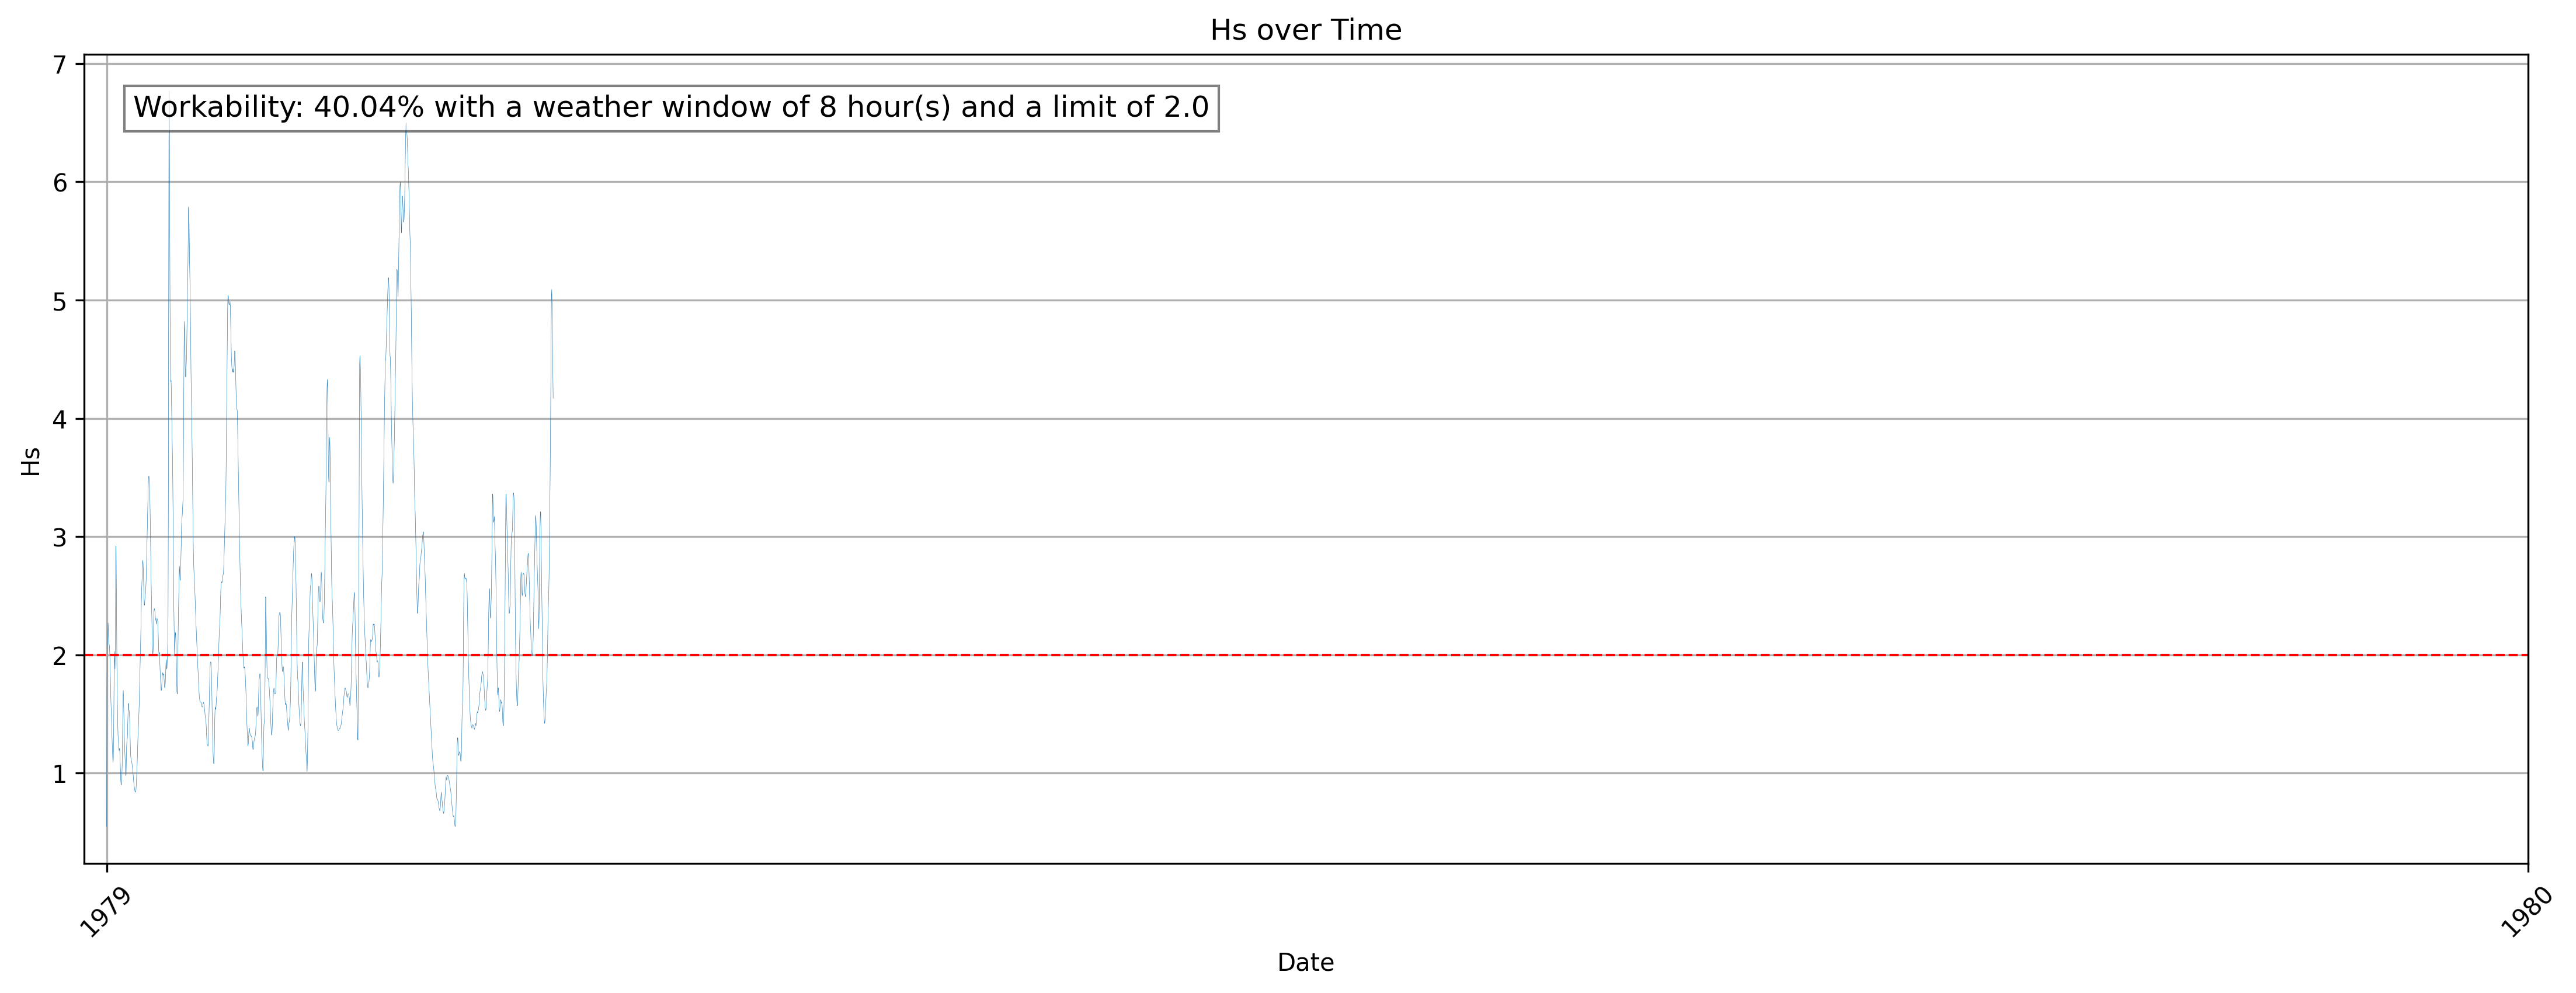 Hs over Time
7
Workability: 40.04% with a weather window of 8 hour(s) and a limit of 2.0
6
5
4
Hs
3
2
1
1979
1980
Date